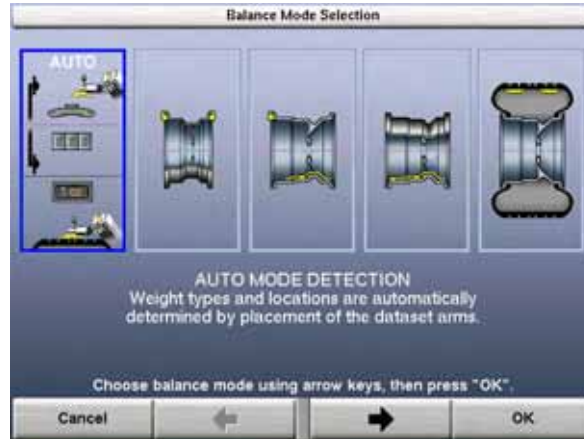 Balance Mode Selection
AUTO
AUTO MODE DETECTION
Weight types and locations are automatically
determined by placement of the dataset arms.
Choose balance mode using arrow keys, then press "OK".
Cancel
OK